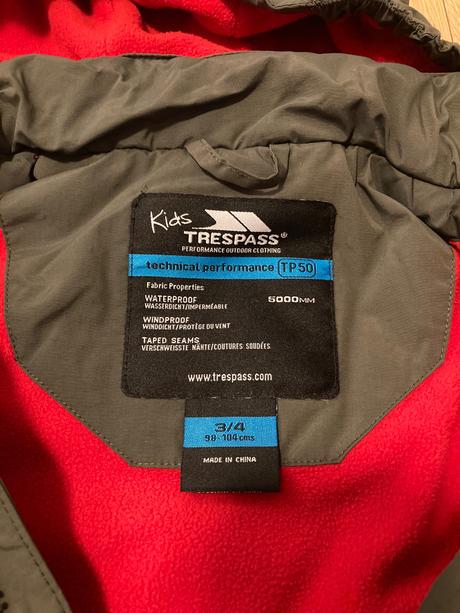 Kids
TRESPASS®
PERFORMANCE OUTDOOR CLOTHING
technical performance TP50
Fabric Properties
WATERPROOF 5000MM
WASSERDICHT/IMPERMÉABLE
WINDPROOF
WINDDICHT/PROTÈGE DU VENT
TAPED SEAMS
VERSCHWEISSTE NÄHTE/COUTURES SOUDÉES
www.trespass.com
3/4
98-104cms
MADE IN CHINA